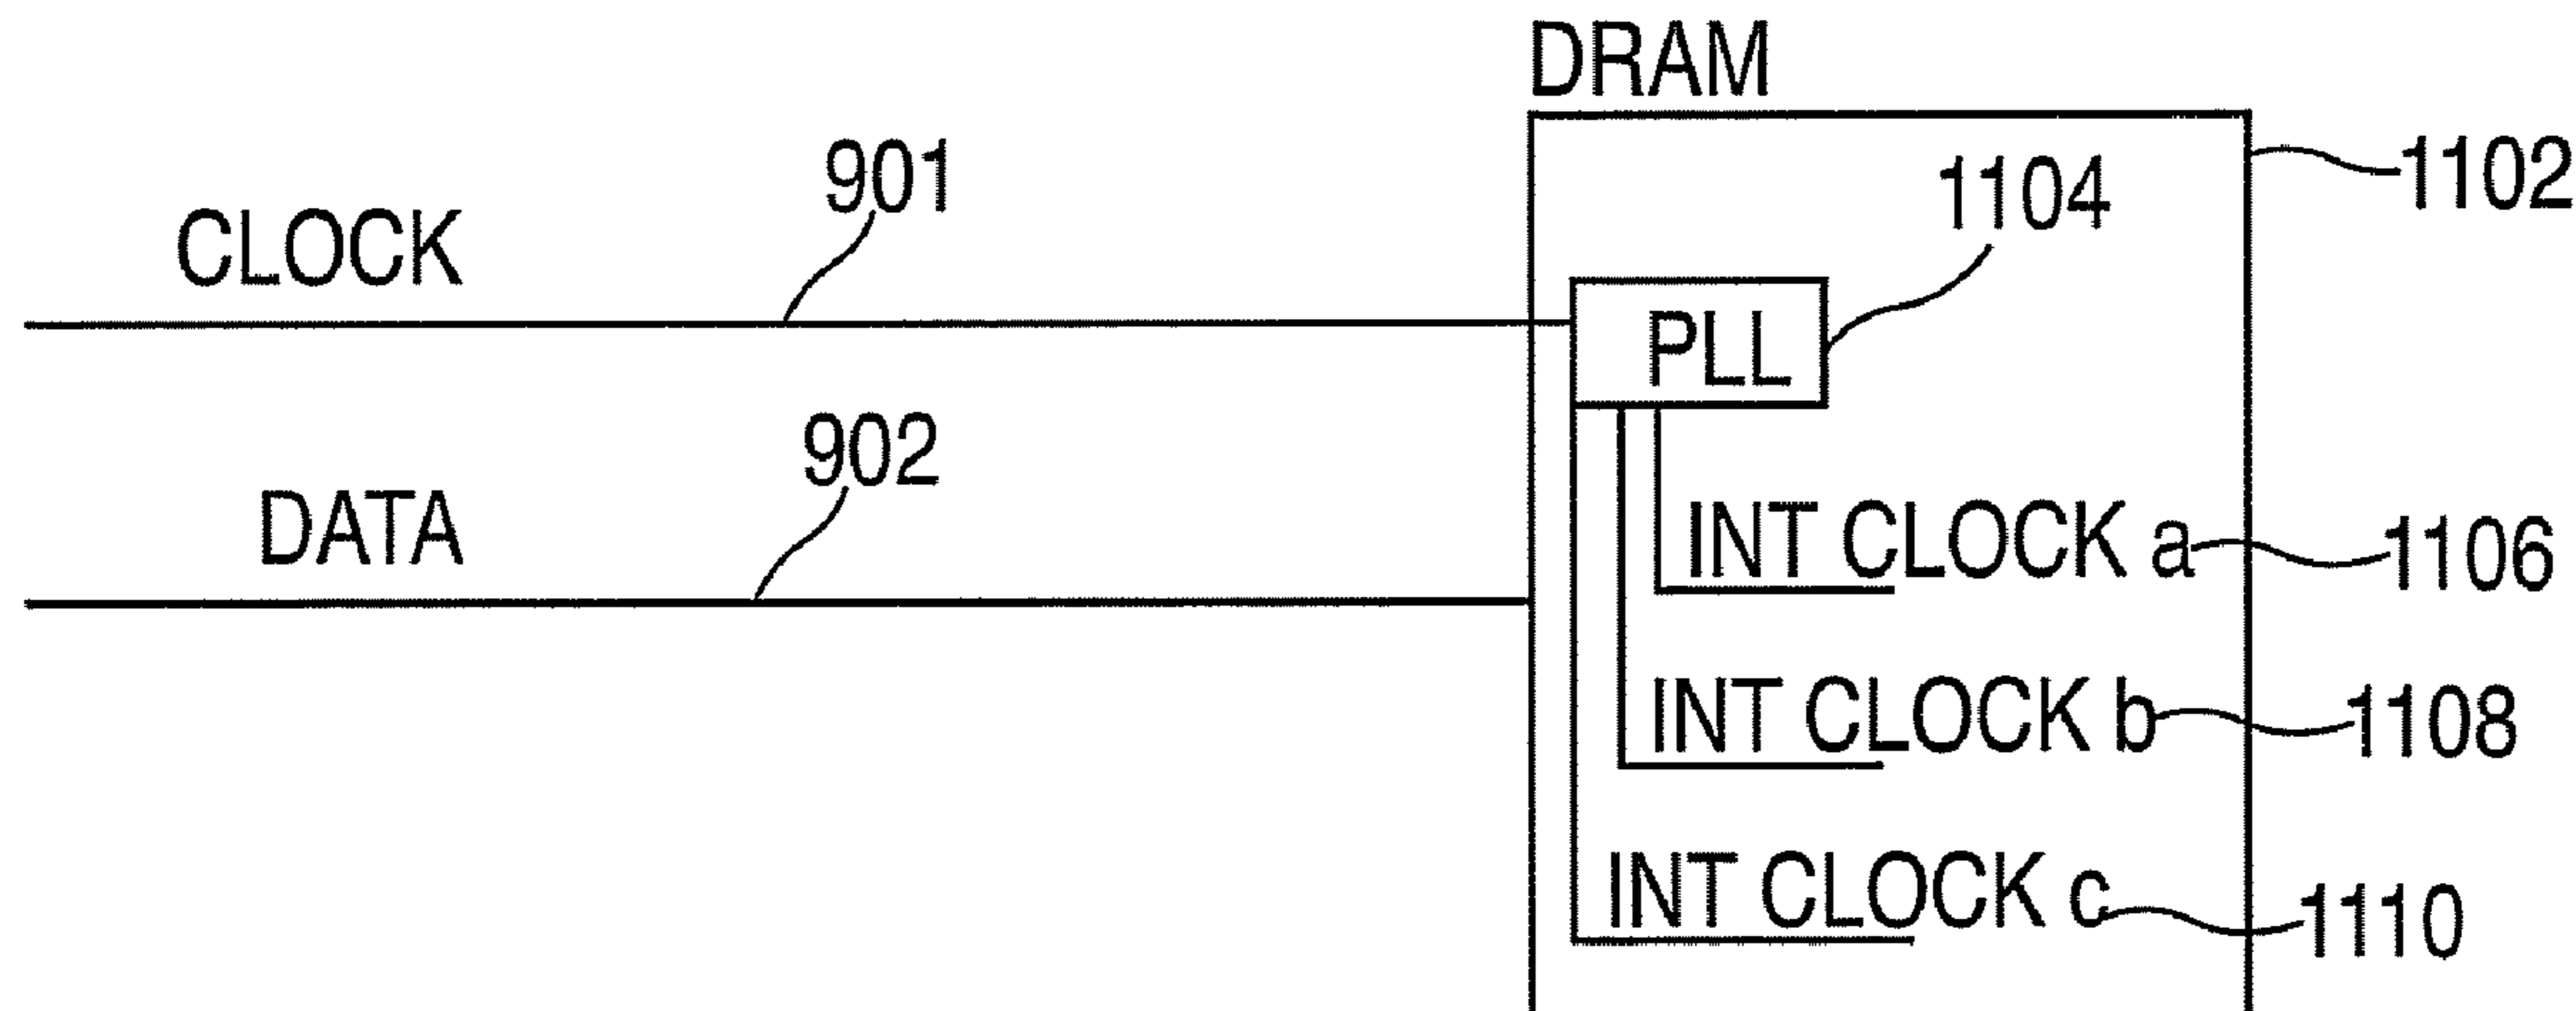 DRAM
901
1102
1104
CLOCK
PLL
902
DATA
INT CLOCK a
1106
INT CLOCK b
1108
INT CLOCK c
1110